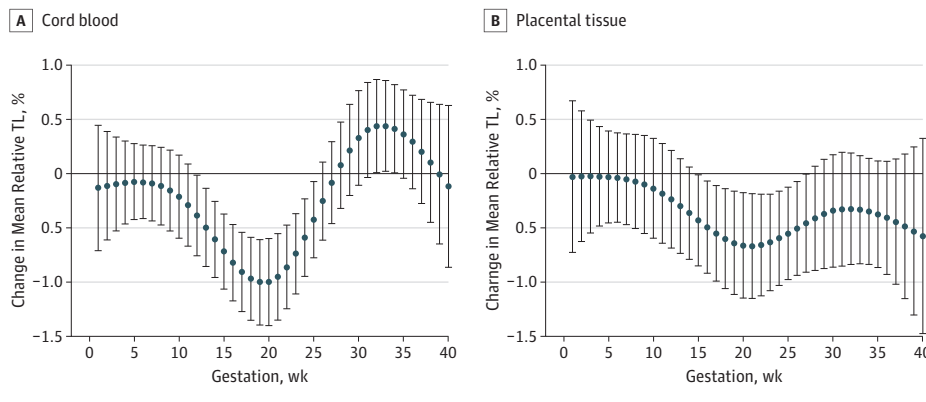 A Cord blood
1.0
0.5
0
0.5
−1.0
−1.5
Change in Mean Relative TL, %
0 5 10 15 20 25 30 35 40
Gestation, wk
B Placental tissue
1.0
0.5
0
0.5
−1.0
−1.5
Charnge in Mean Relative TL, %
0 5 10 15 20 25 30 35 40
Gestation, wk